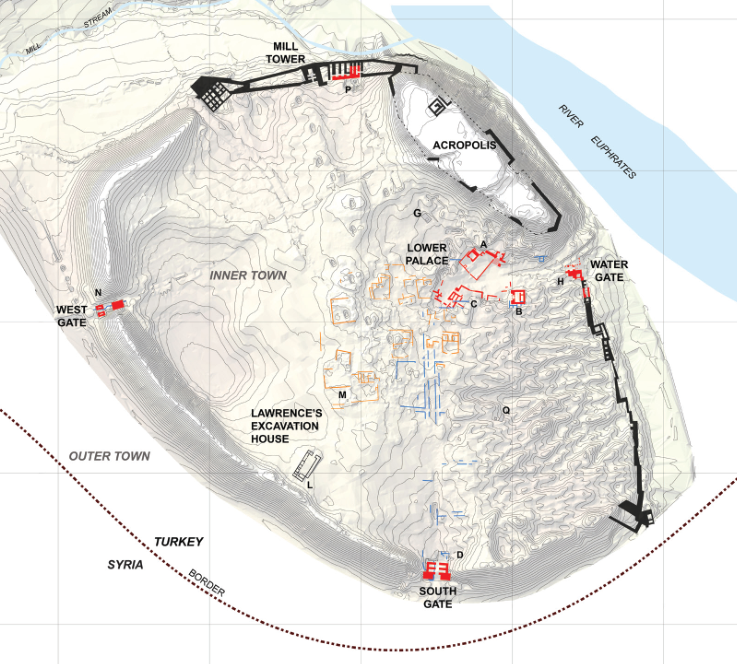 MILL STREAM
MILL
TOWER
P
RIVER EUPHRATES
ACROPOLIS
G
A
LOWER
PALACE
WATER
GATE
H
INNER TOWN
N
WEST
GATE
C
B
M
Q
LAWRENCE'S
EXCAVATION
HOUSE
OUTER TOWN
L
TURKEY
SYRIA
BORDER
D
SOUTH
GATE